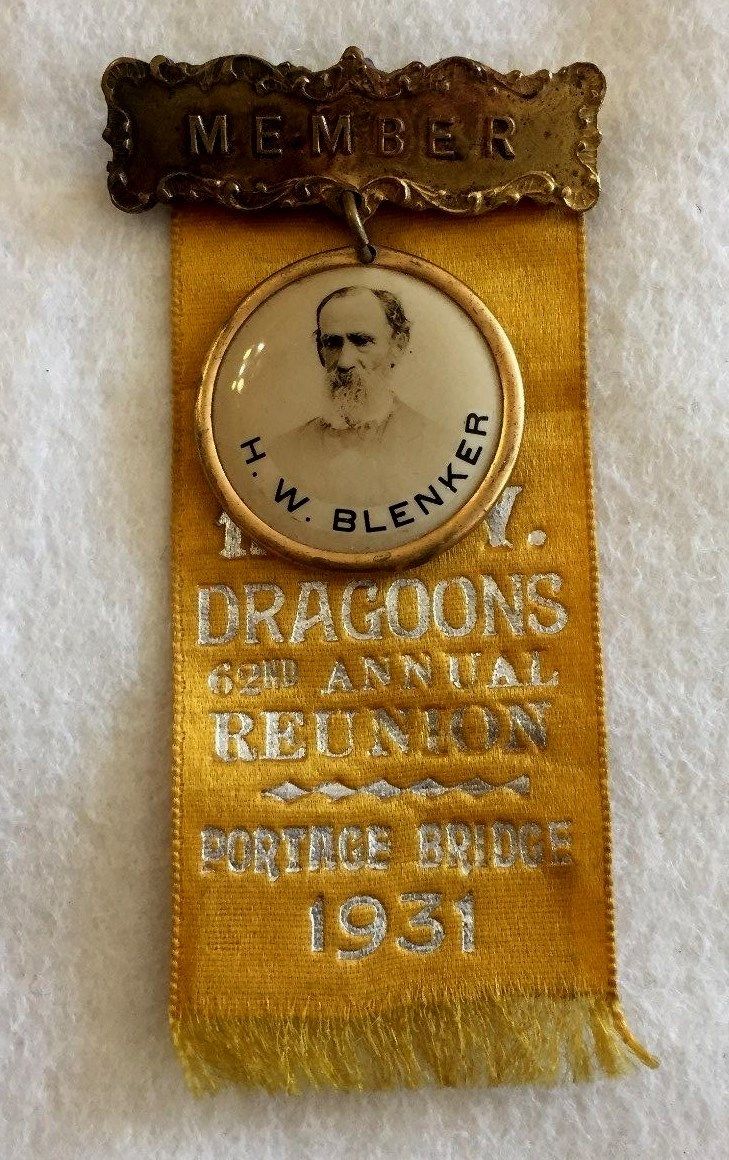 MEMBER
H. W. BLENKER
Y.
DRAGOONS
62ND ANNUAL
REUNION
PORTAGE BRIDGE
1931